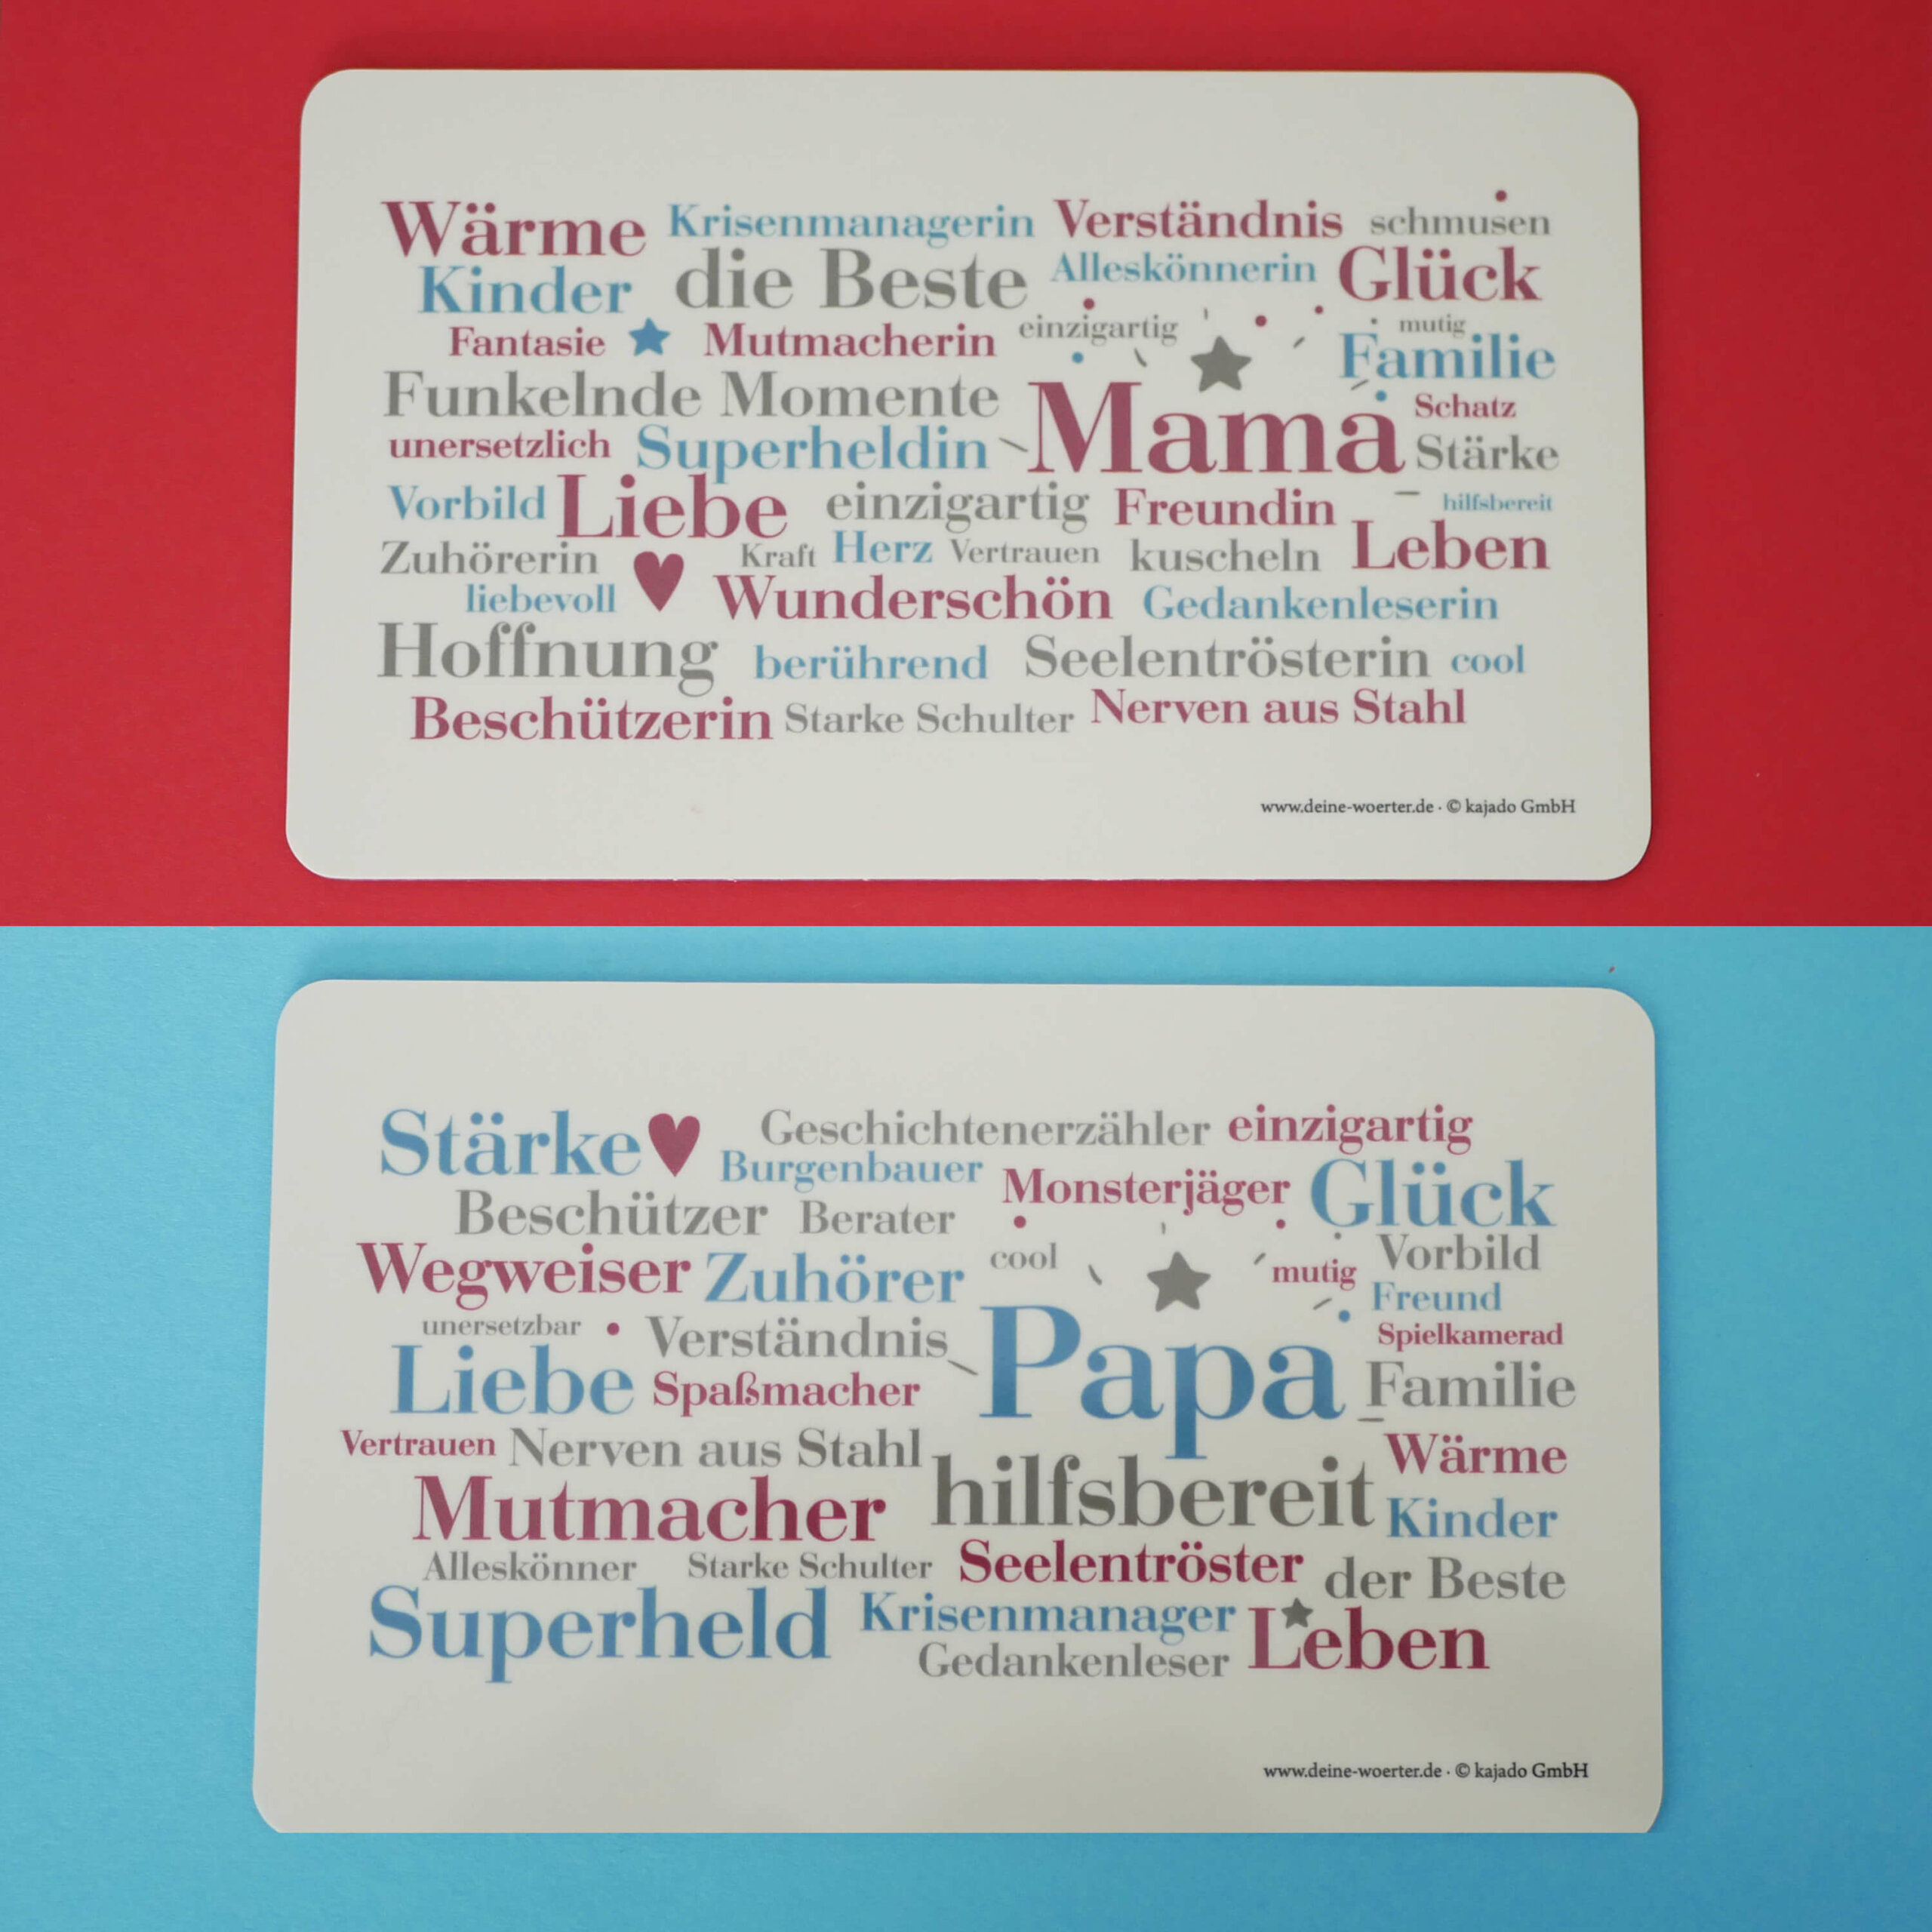 Wärme Krisenmanagerin Verständnis schmusen
Kinder die Beste Alleskönnerin Glück
Fantasie Mutmacherin einzigartig mutig
Familie
Funkelnde Momente Mama Schatz
unersetzlich Superheldin Stärke
Vorbild Liebe einzigartig Freundin hilfsbereit
Zuhörerin Kraft Herz Vertrauen kuscheln Leben
liebevoll Wunderschön Gedankenleserin
Hoffnung berührend Seelentrösterin cool
Beschützerin Starke Schulter Nerven aus Stahl
www.deine-woerter.de · © kajado GmbH
Stärke Geschichtenerzähler einzigartig
Burgenbauer Monsterjäger Glück
Beschützer Berater
Wegweiser Zuhörer cool mutig Vorbild
Freund
unersetzbar Verständnis Papa Spielkamerad
Liebe Spaßmacher Familie
Vertrauen Nerven aus Stahl Wärme
Mutmacher hilfsbereit Kinder
Alleskönner Starke Schulter Seelentröster der Beste
Superheld Krisenmanager Leben
Gedankenleser
www.deine-woerter.de · © kajado GmbH